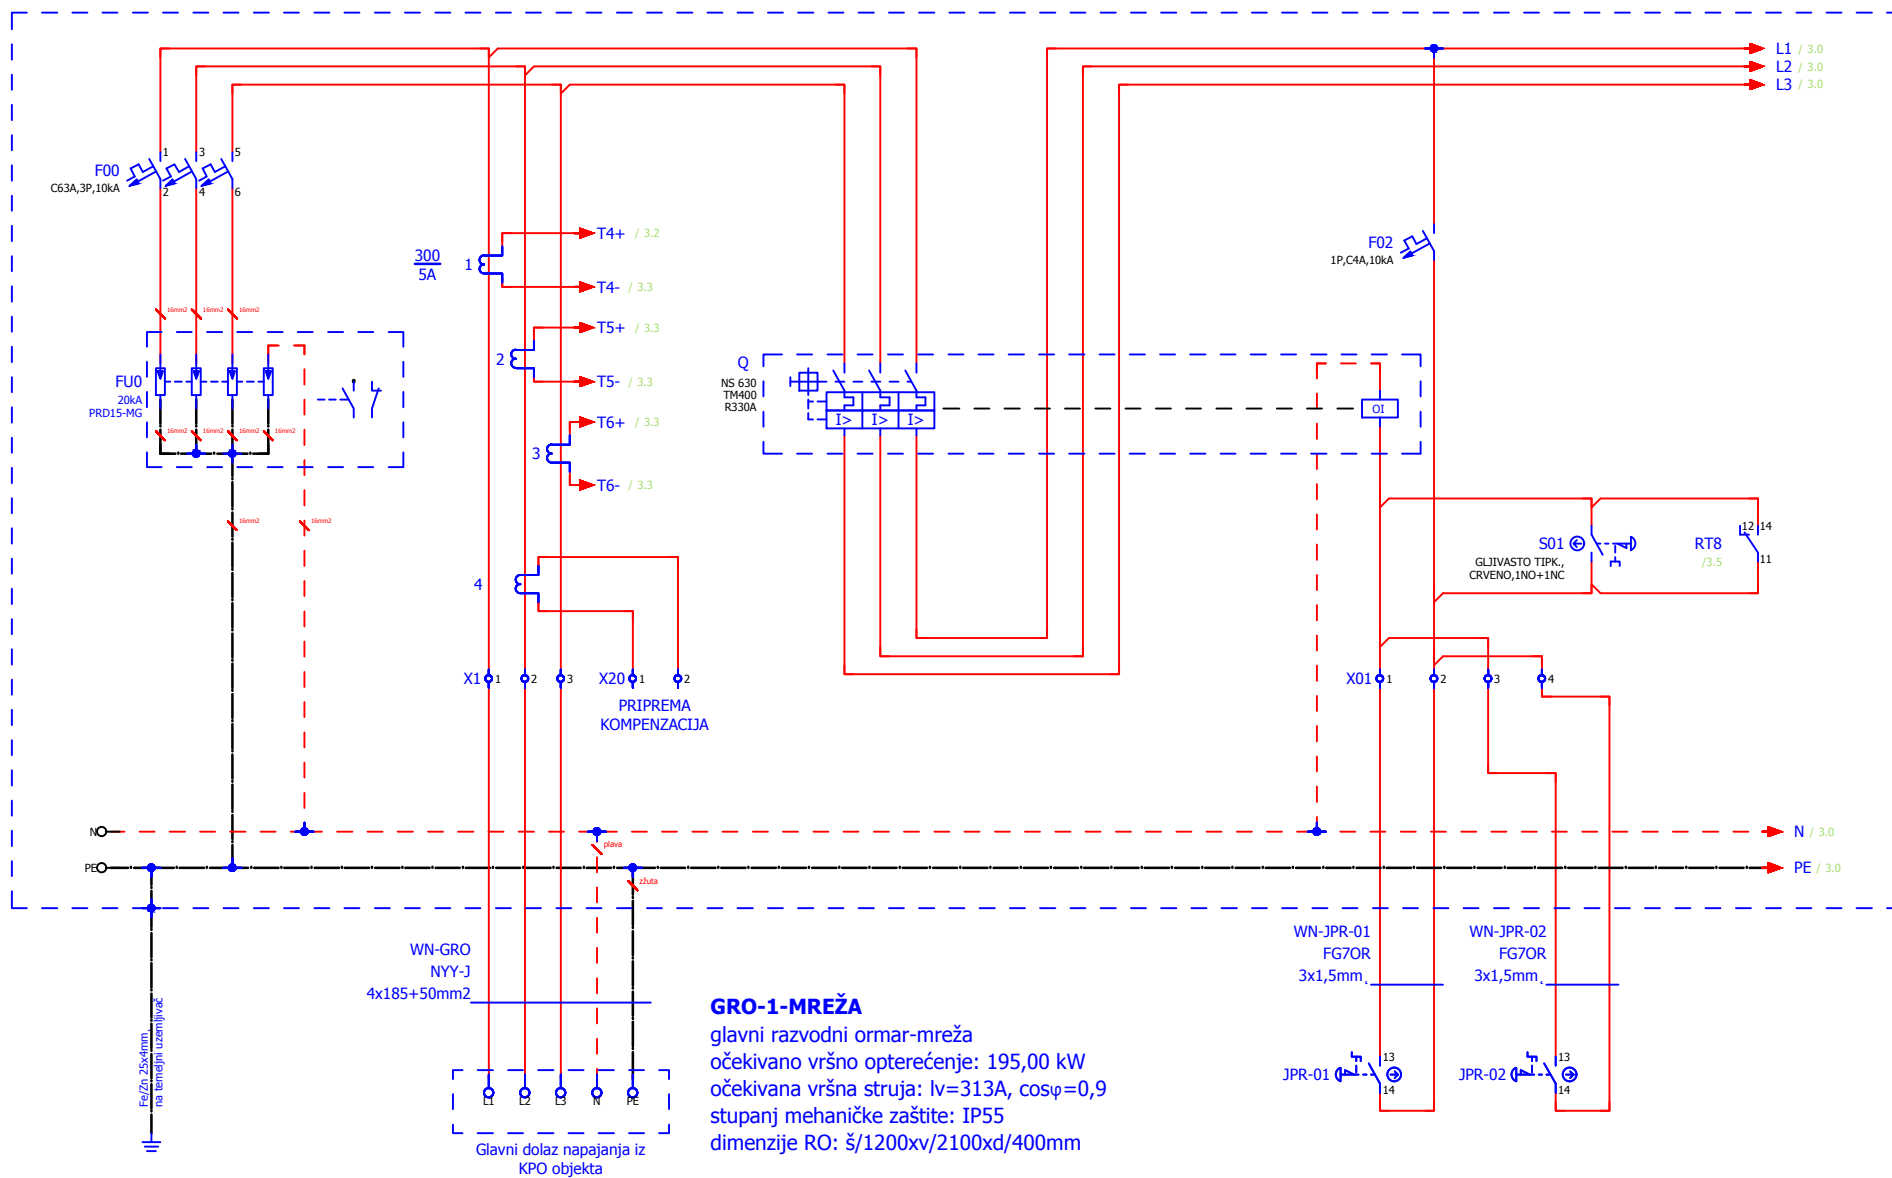 L1 / 3.0
L2 / 3.0
L3 / 3.0
F00
C63A,3P,10kA
1
3
5
2
4
6
300
5A
1
T4+ / 3.2
T4- / 3.3
2
T5+ / 3.3
T5- / 3.3
3
T6+ / 3.3
T6- / 3.3
4
F02
1P,C4A,10kA
16mm2
16mm2
16mm2
FU0
20kA
PRD15-MG
16mm2
16mm2
16mm2
16mm2
16mm2
16mm2
Q
NS 630
TM400
R330A
I>
I>
I>
OI
S01
GLJIVASTO TIPK.,
CRVENO,1NO+1NC
RT8
/3.5
12
14
11
X1
1
2
3
X20
1
2
PRIPREMA
KOMPENZACIJA
X01
1
2
3
4
N
plava
N / 3.0
PE
zžuta
PE / 3.0
WN-GRO
NYY-J
4x185+50mm2
WN-JPR-01
FG7OR
3x1,5mm
WN-JPR-02
FG7OR
3x1,5mm
Fe/Zn 25x4mm,
na temeljni uzemljivač
GRO-1-MREŽA
glavni razvodni ormar-mreža
očekivano vršno opterećenje: 195,00 kW
očekivana vršna struja: Iv=313A, cosφ=0,9
stupanj mehaničke zaštite: IP55
dimenzije RO: š/1200xv/2100xd/400mm
L1
L2
L3
N
PE
Glavni dolaz napajanja iz
KPO objekta
JPR-01
13
14
JPR-02
13
14